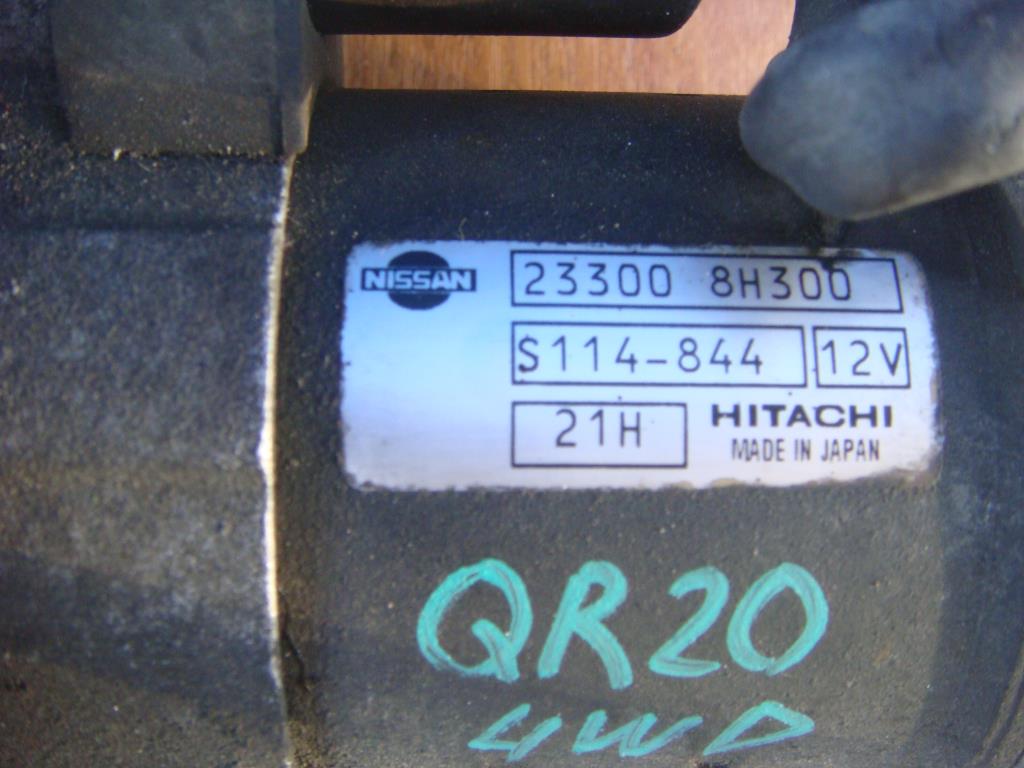 NISSAN 23300 8H300
S114-844 12V
21H HITACHI
MADE IN JAPAN
QR20
4WD